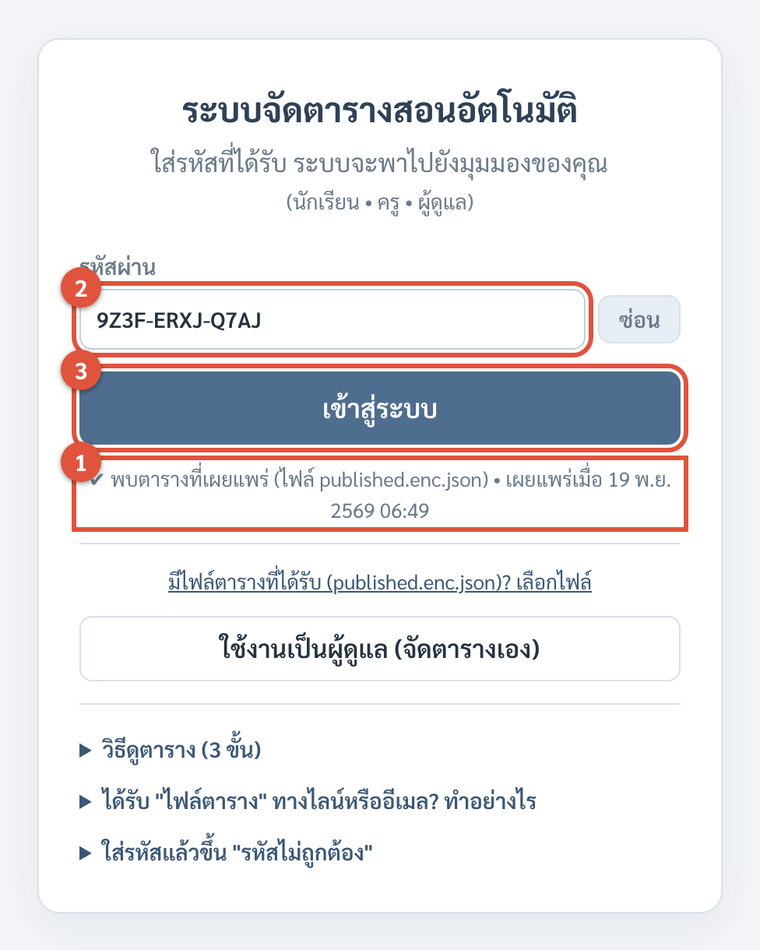 ระบบจัดตารางสอนอัตโนมัติ
ใส่รหัสที่ได้รับ ระบบจะพาไปยังมุมมองของคุณ
(นักเรียน • ครู • ผู้ดูแล)
รหัสผ่าน
2
9Z3F-ERXJ-Q7AJ
ซ่อน
3
เข้าสู่ระบบ
1
✔ พบตารางที่เผยแพร่ (ไฟล์ published.enc.json) • เผยแพร่เมื่อ 19 พ.ย.
2569 06:49
มีไฟล์ตารางที่ได้รับ (published.enc.json)? เลือกไฟล์
ใช้งานเป็นผู้ดูแล (จัดตารางเอง)
▶ วิธีดูตาราง (3 ขั้น)
▶ ได้รับ "ไฟล์ตาราง" ทางไลน์หรืออีเมล? ทำอย่างไร
▶ ใส่รหัสแล้วขึ้น "รหัสไม่ถูกต้อง"